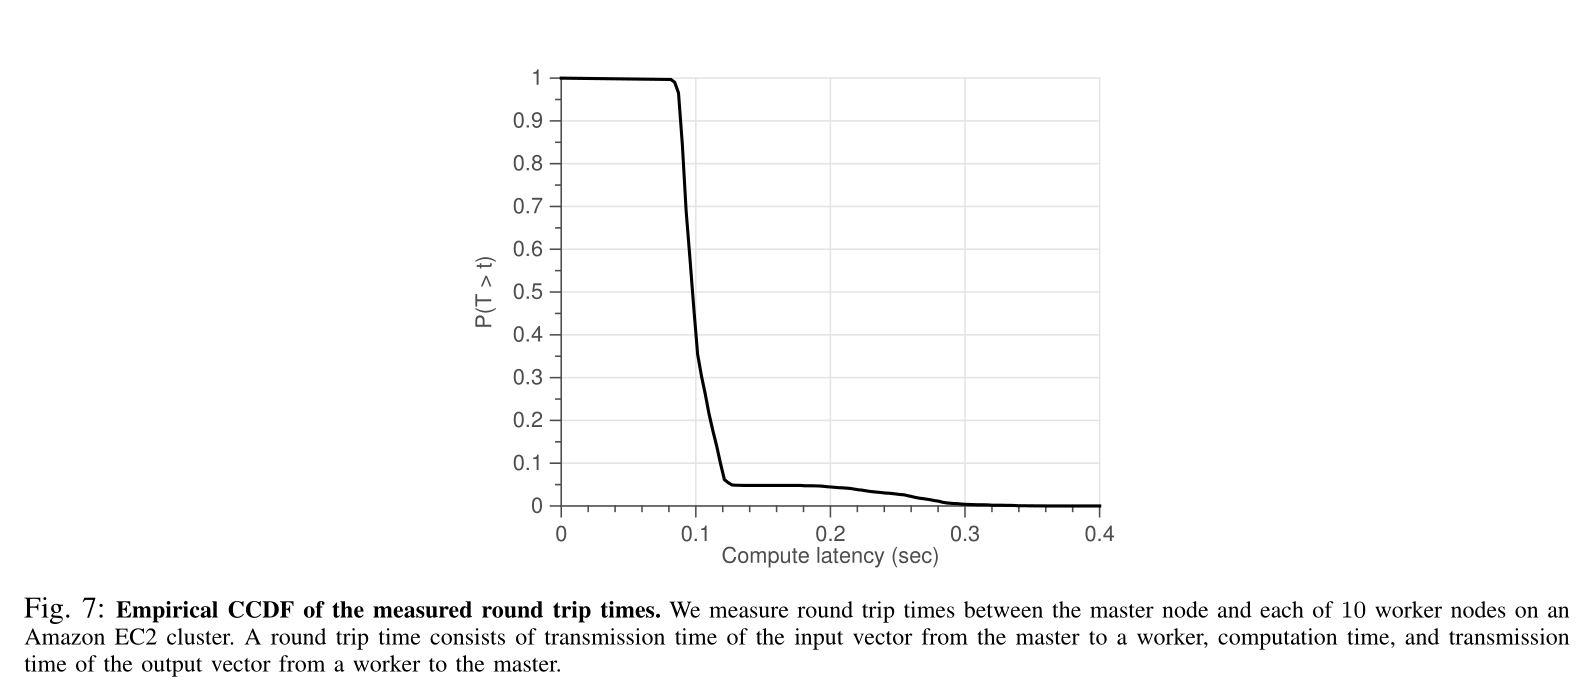 1
0.9
0.8
0.7
0.6
0.5
0.4
0.3
0.2
0.1
0
P(T > t)
0 0.1 0.2 0.3 0.4
Compute latency (sec)
Fig. 7: Empirical CCDF of the measured round trip times. We measure round trip times between the master node and each of 10 worker nodes on an
Amazon EC2 cluster. A round trip time consists of transmission time of the input vector from the master to a worker, computation time, and transmission
time of the output vector from a worker to the master.